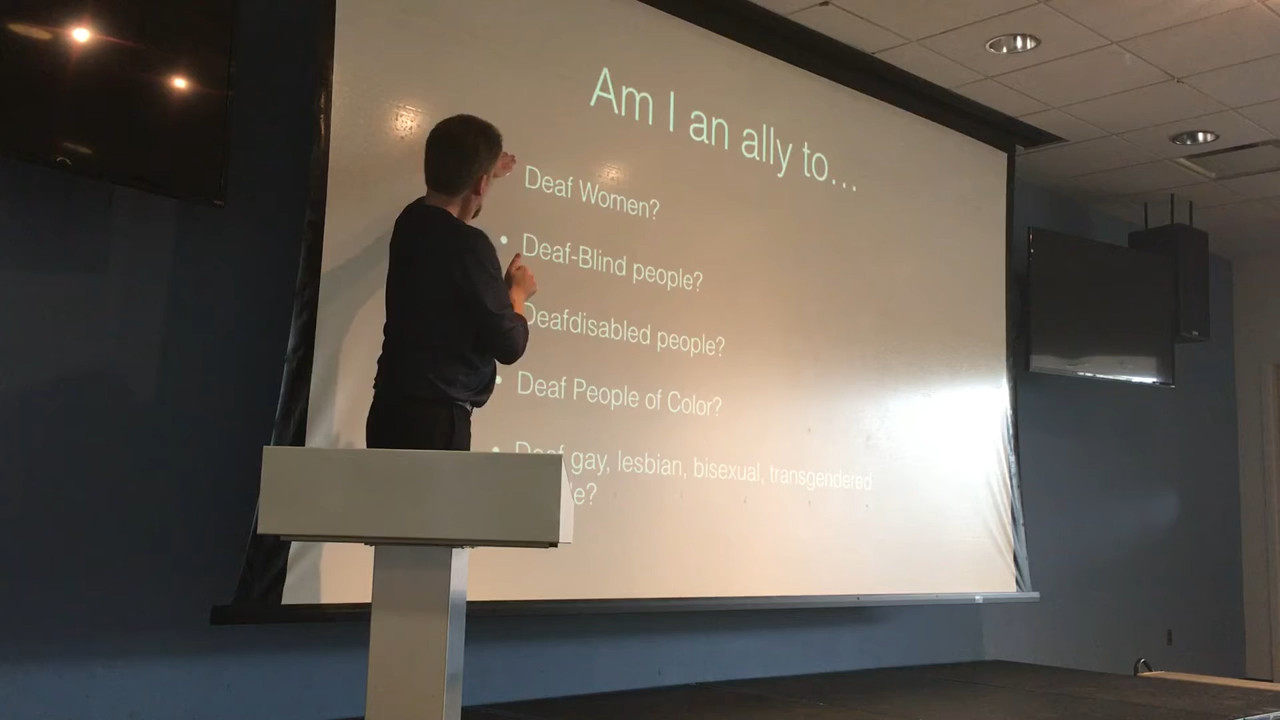 Am I an ally to...
Deaf Women?
• Deaf-Blind people?
Deafdisabled people?
• Deaf People of Color?
• Deaf gay, lesbian, bisexual, transgendered